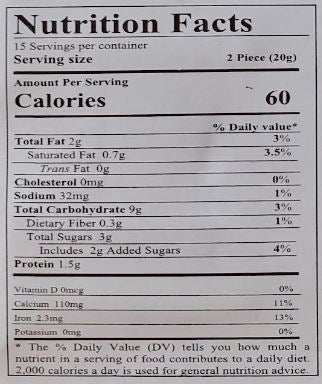 Nutrition Facts
15 Servings per container
Serving size 2 Piece (20g)
Amount Per Serving
Calories 60
% Daily value*
Total Fat 2g 3%
Saturated Fat 0.7g 3.5%
Trans Fat 0g
Cholesterol 0mg 0%
Sodium 32mg 1%
Total Carbohydrate 9g 3%
Dietary Fiber 0.3g 1%
Total Sugars 3g
Includes 2g Added Sugars 4%
Protein 1.5g
Vitamin D 0mcg 0%
Calcium 110mg 11%
Iron 2.3mg 13%
Potassium 0mg 0%
* The % Daily Value (DV) tells you how much a
nutrient in a serving of food contributes to a daily diet.
2,000 calories a day is used for general nutrition advice.